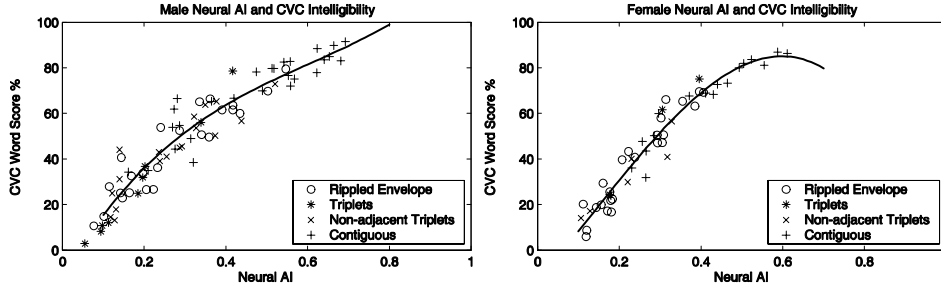 Male Neural AI and CVC Intelligibility
100
80
60
40
20
0
CVC Word Score %
0
0.2
0.4
0.6
0.8
1
Neural AI
Rippled Envelope
Triplets
Non-adjacent Triplets
Contiguous
Female Neural AI and CVC Intelligibility
100
80
60
40
20
0
CVC Word Score %
0
0.2
0.4
0.6
0.8
Neural AI
Rippled Envelope
Triplets
Non-adjacent Triplets
Contiguous